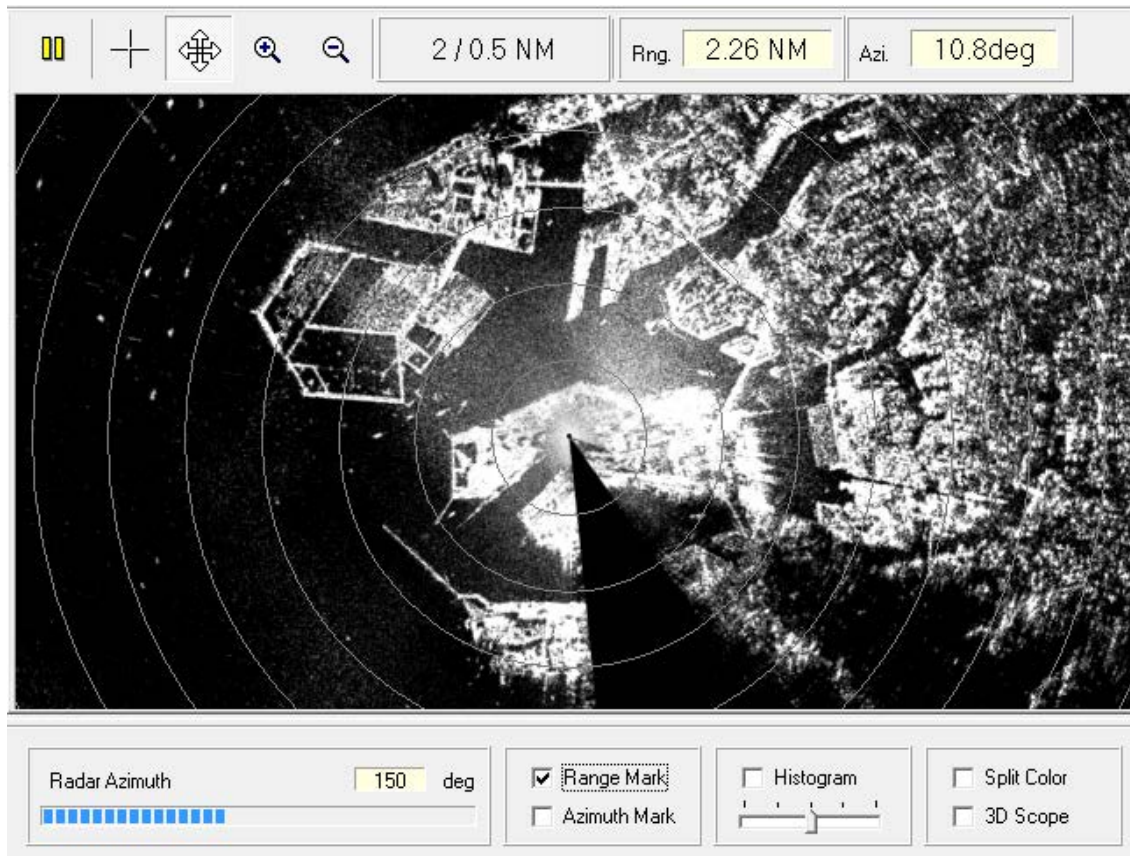 2 / 0.5 NM
Rng. 2.26 NM
Azi. 10.8deg
Radar Azimuth 150 deg
Range Mark
Azimuth Mark
Histogram
Split Color
3D Scope